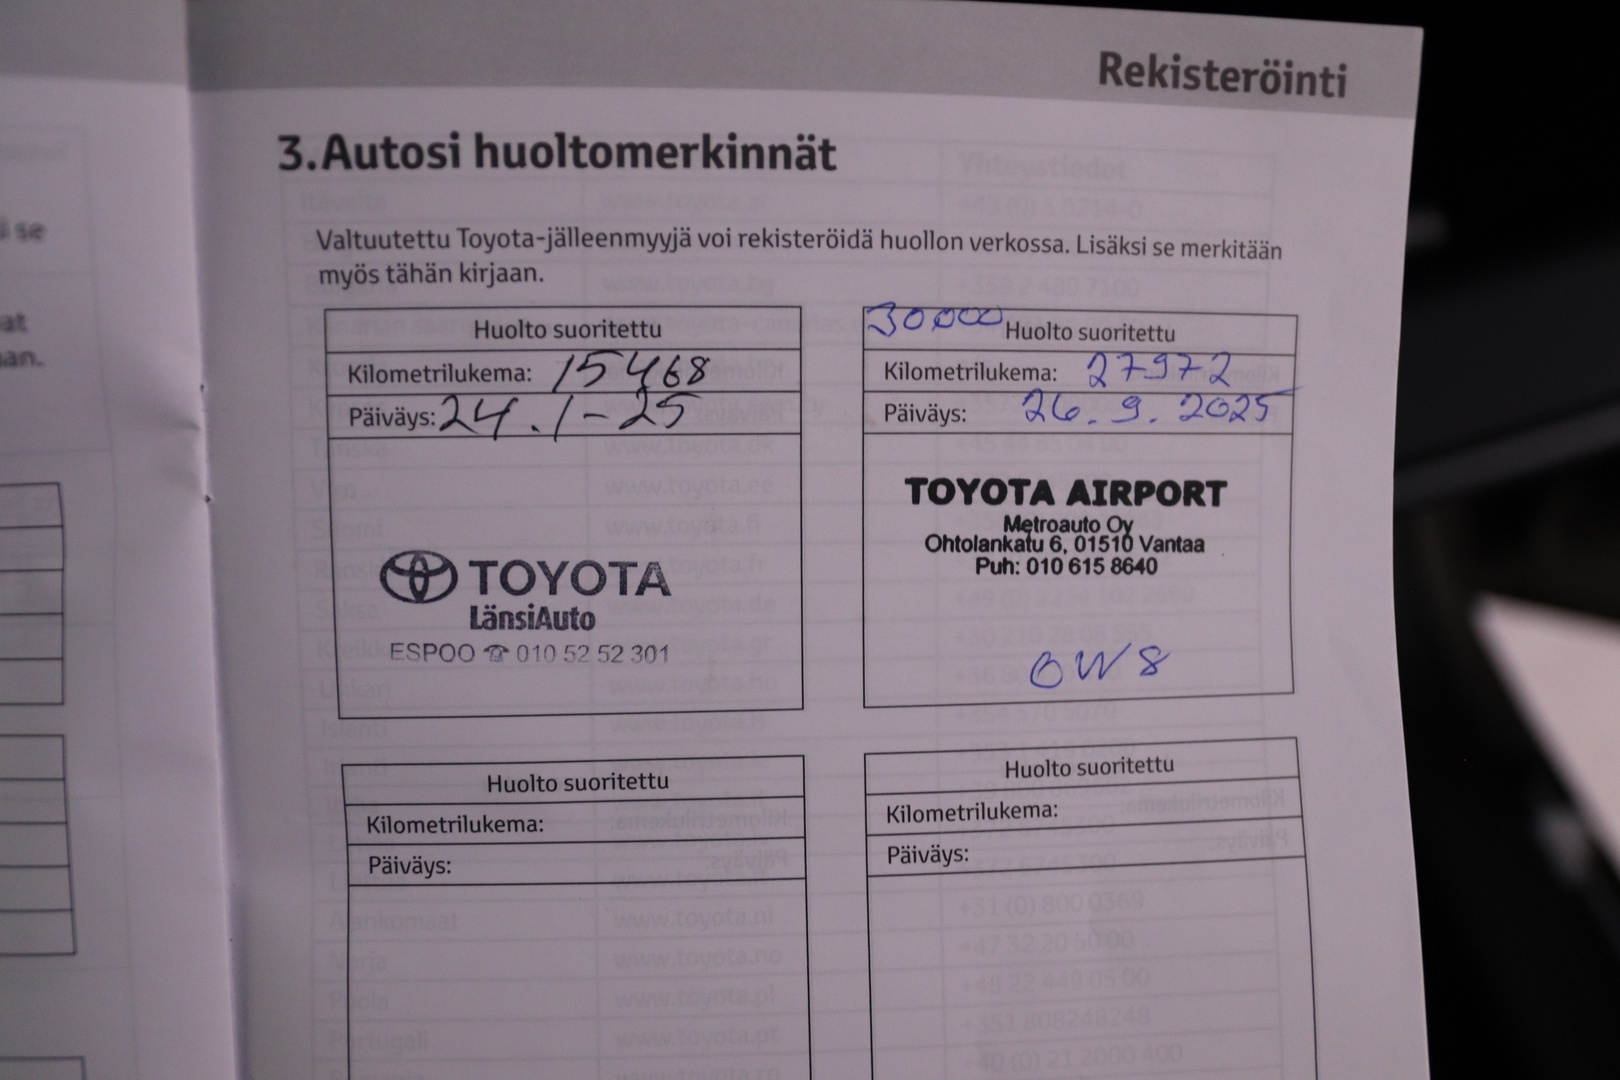 Rekisteröinti
3.Autosi huoltomerkinnät
Valtuutettu Toyota-jälleenmyyjä voi rekisteröidä huollon verkossa. Lisäksi se merkitään
myös tähän kirjaan.
Huolto suoritettu
Kilometrilukema: 15468
Päiväys: 24.1-25
TOYOTA
LänsiAuto
ESPOO ☎ 010 52 52 301
30000 Huolto suoritettu
Kilometrilukema: 27972
Päiväys: 26.9.2025
TOYOTA AIRPORT
Metroauto Oy
Ohtolankatu 6, 01510 Vantaa
Puh: 010 615 8640
OW8
Huolto suoritettu
Kilometrilukema:
Päiväys:
Huolto suoritettu
Kilometrilukema:
Päiväys: